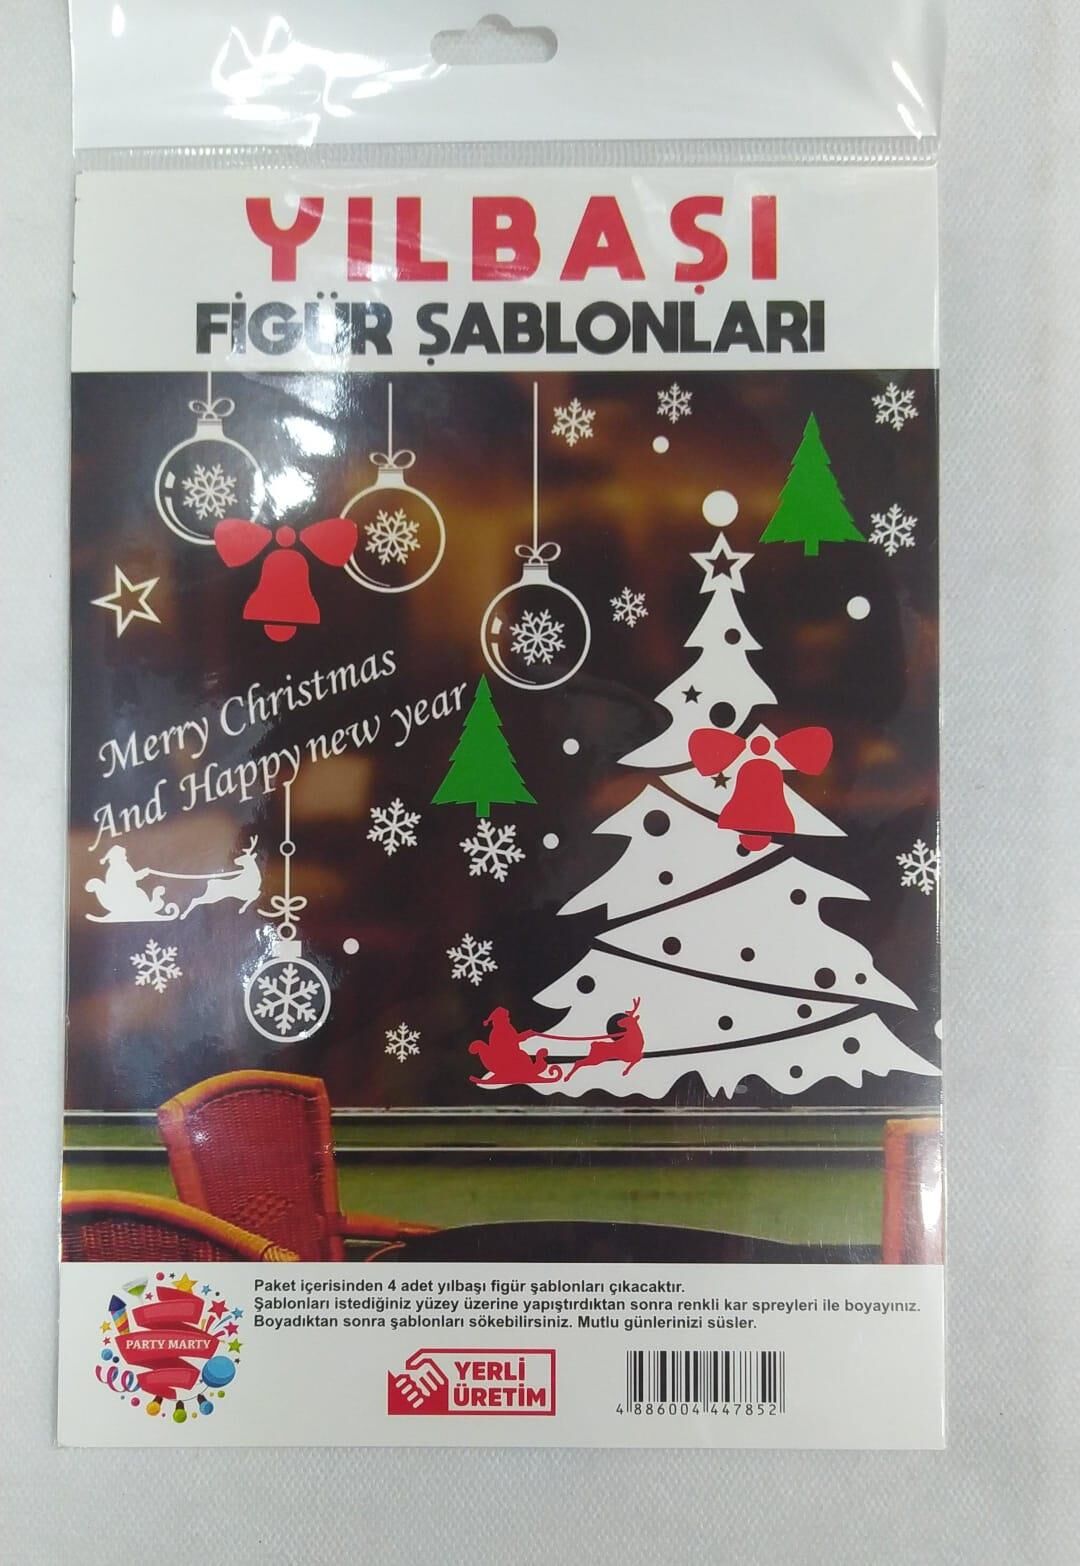 YILBAŞI
FİGÜR ŞABLONLARI
Merry Christmas
And Happy new year
Paket içerisinden 4 adet yılbaşı figür şablonları çıkacaktır.
Şablonları istediğiniz yüzey üzerine yapıştırdıktan sonra renkli kar spreyleri ile boyayınız.
Boyadıktan sonra şablonları sökebilirsiniz. Mutlu günlerinizi süsler.
PARTY MARTY
YERLİ
ÜRETİM
4 886004 447852